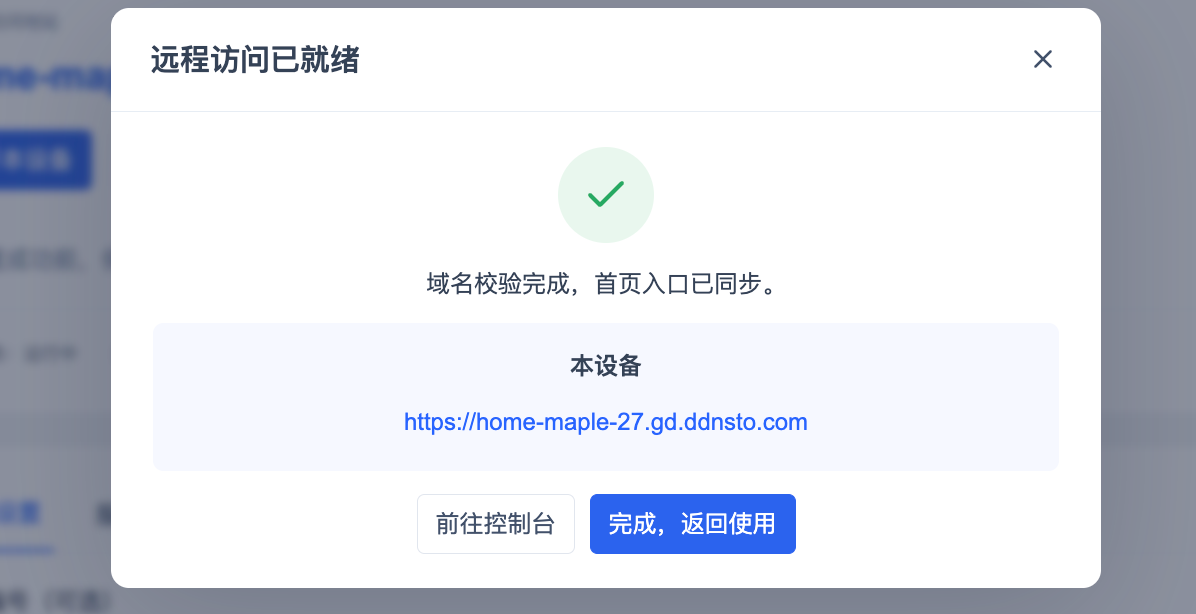 远程访问已就绪
域名校验完成，首页入口已同步。
本设备
https://home-maple-27.gd.ddnsto.com
前往控制台
完成，返回使用